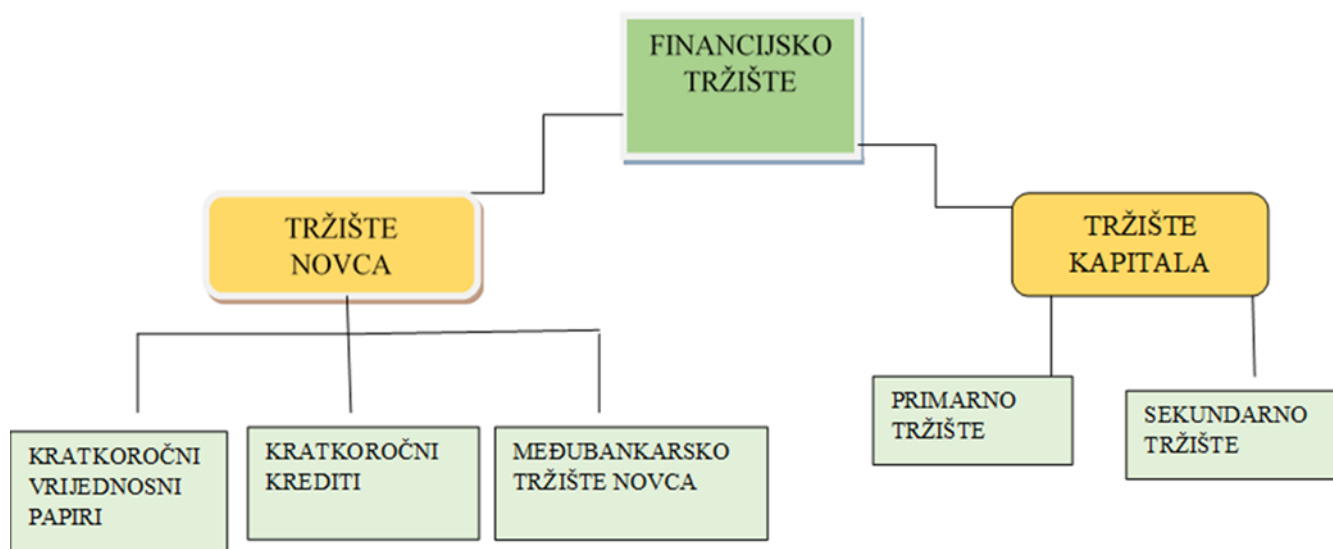 FINANCIJSKO
TRŽIŠTE
TRŽIŠTE
NOVCA
TRŽIŠTE
KAPITALA
KRATKOROČNI
VRIJEDNOSNI
PAPIRI
KRATKOROČNI
KREDITI
MEĐUBANKARSKO
TRŽIŠTE NOVCA
PRIMARNO
TRŽIŠTE
SEKUNDARNO
TRŽIŠTE